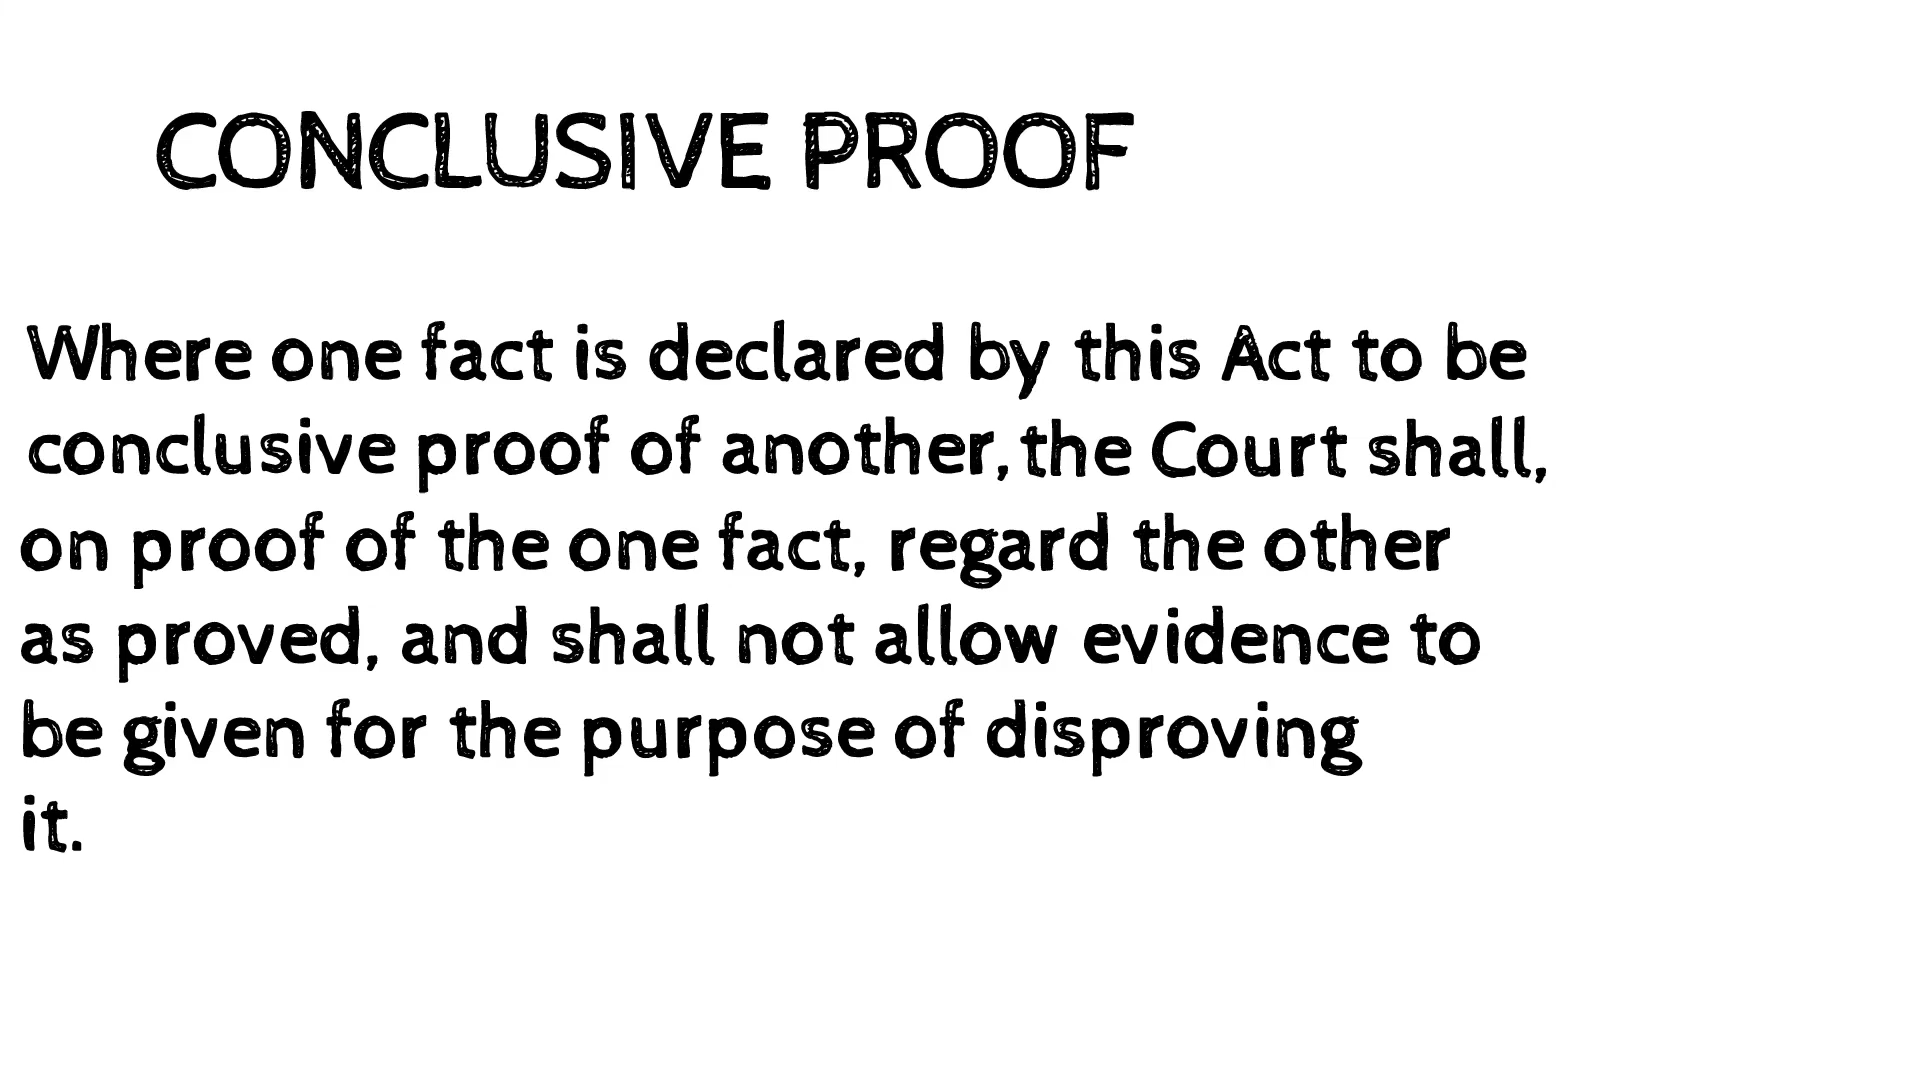 CONCLUSIVE PROOF
Where one fact is declared by this Act to be
conclusive proof of another, the Court shall,
on proof of the one fact, regard the other
as proved, and shall not allow evidence to
be given for the purpose of disproving
it.